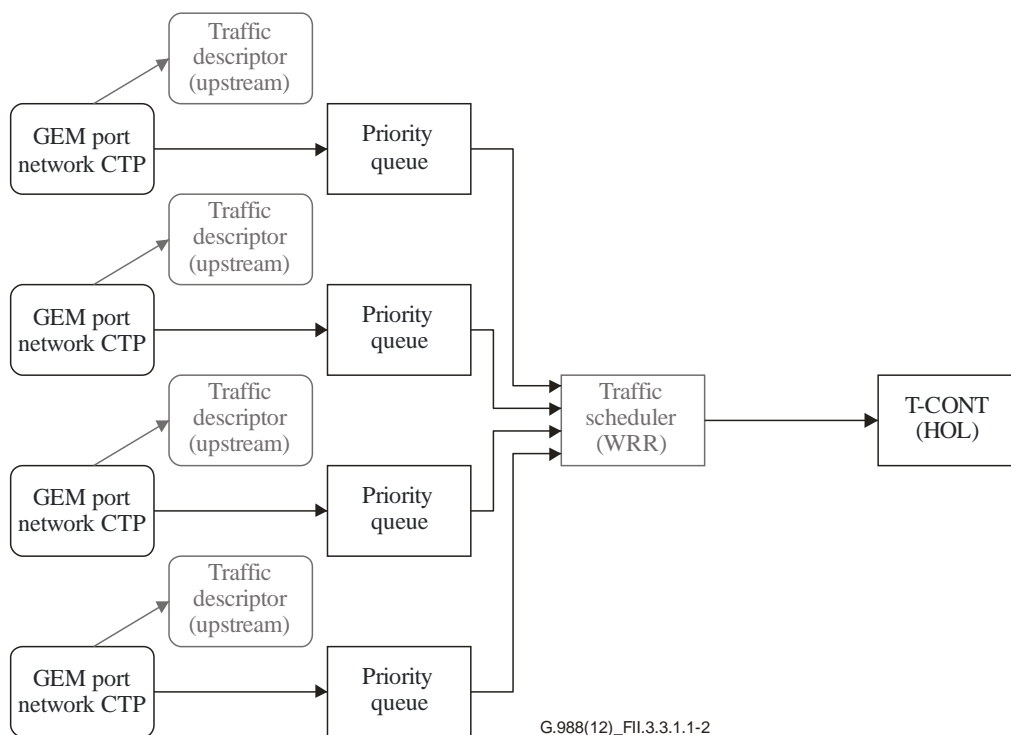 Traffic
descriptor
(upstream)
GEM port
network CTP
Priority
queue
Traffic
descriptor
(upstream)
GEM port
network CTP
Priority
queue
Traffic
scheduler
(WRR)
T-CONT
(HOL)
Traffic
descriptor
(upstream)
GEM port
network CTP
Priority
queue
Traffic
descriptor
(upstream)
GEM port
network CTP
Priority
queue
G.988(12)_FII.3.3.1.1-2